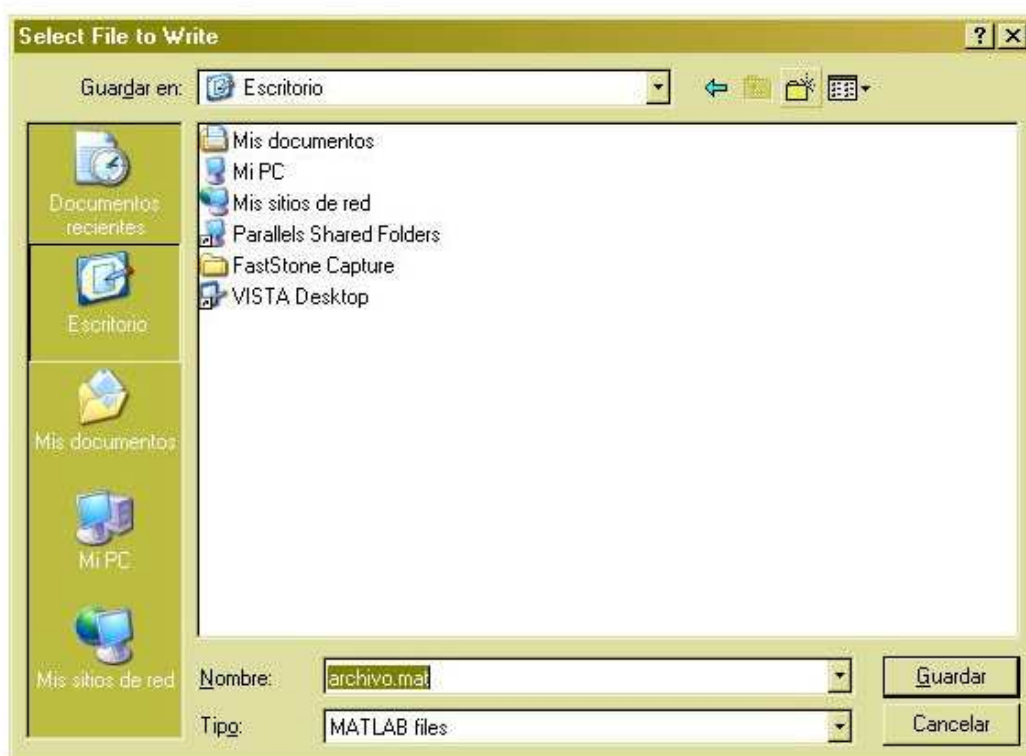 Select File to Write
Guardar en:
Escritorio
Documentos
recientes
Escritorio
Mis documentos
Mi PC
Mis sitios de red
Mis documentos
Mi PC
Mis sitios de red
Parallels Shared Folders
FastStone Capture
VISTA Desktop
Nombre:
archivo.mat
Guardar
Tipo:
MATLAB files
Cancelar